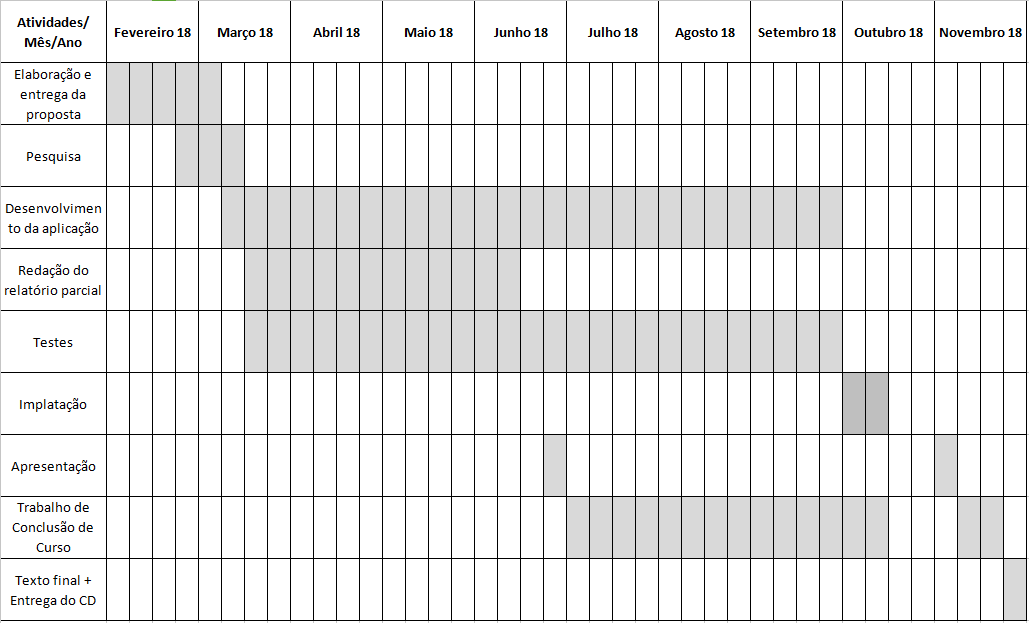 Atividades/
Mês/Ano
Fevereiro 18
Março 18
Abril 18
Maio 18
Junho 18
Julho 18
Agosto 18
Setembro 18
Outubro 18
Novembro 18
Elaboração e
entrega da
proposta
Pesquisa
Desenvolvimen
to da aplicação
Redação do
relatório parcial
Testes
Implatação
Apresentação
Trabalho de
Conclusão de
Curso
Texto final +
Entrega do CD